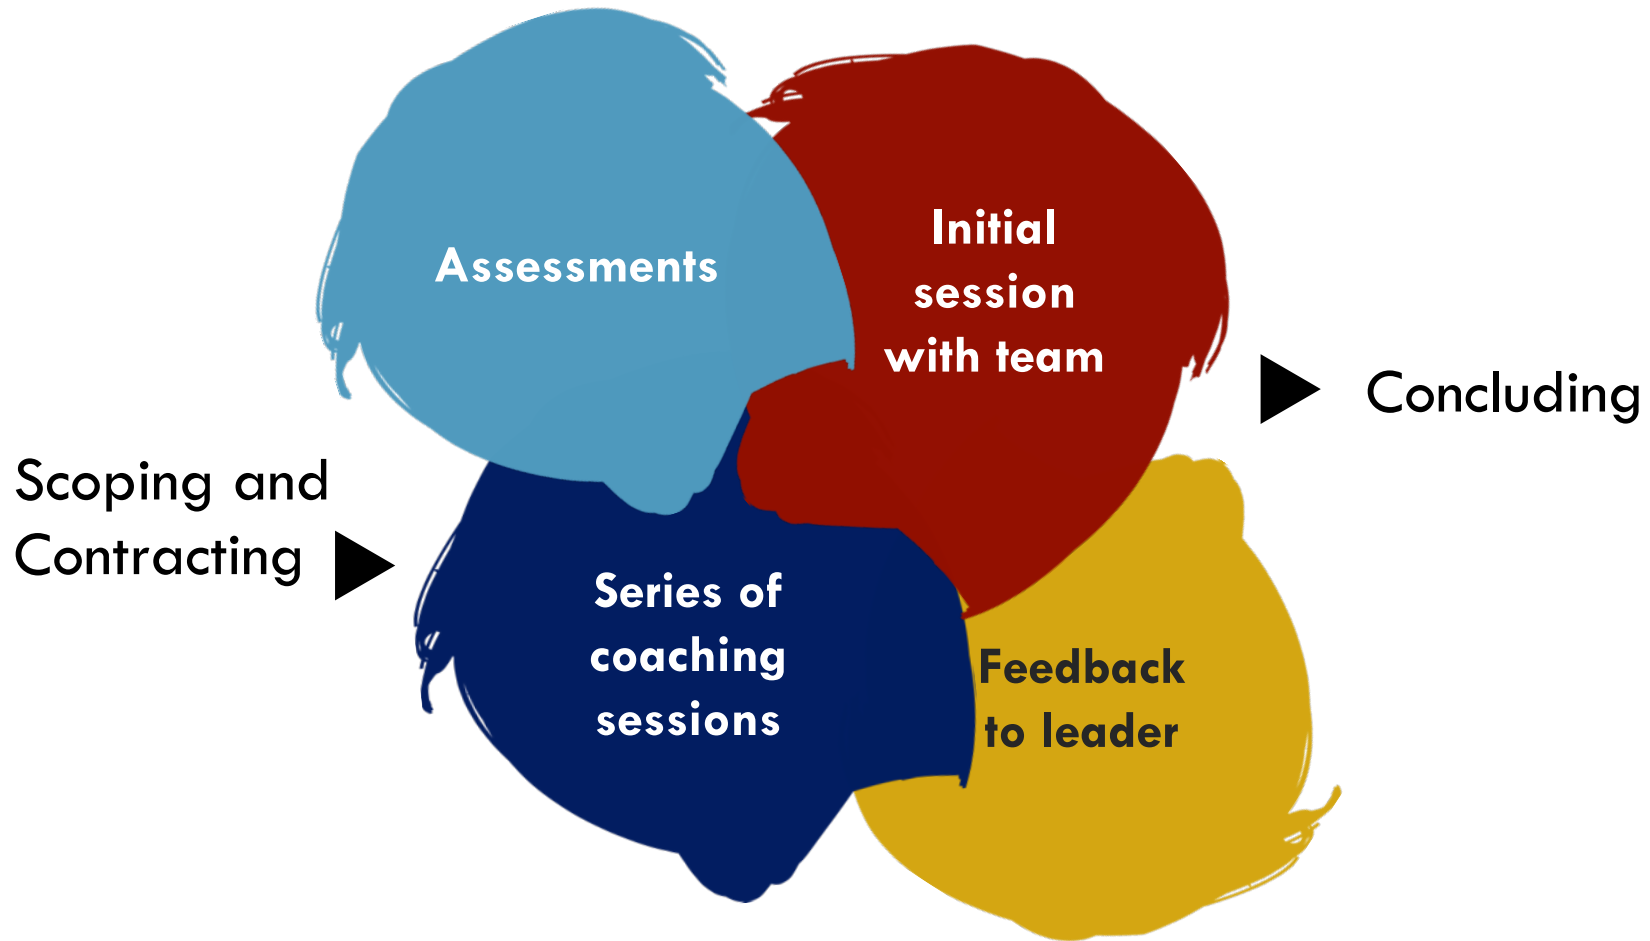 Scoping and
Contracting
Assessments
Initial
session
with team
Series of
coaching
sessions
Feedback
to leader
Concluding